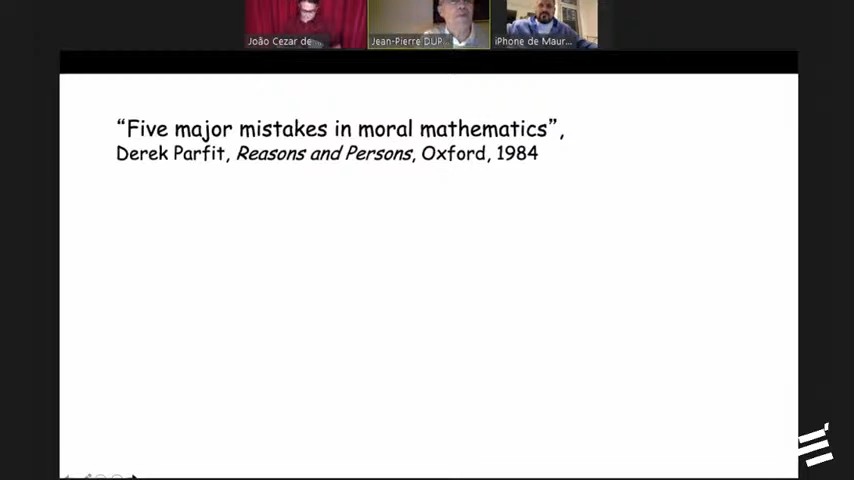 João Cezar de
Jean-Pierre DUP
iPhone de Maur...
“Five major mistakes in moral mathematics”,
Derek Parfit, Reasons and Persons, Oxford, 1984